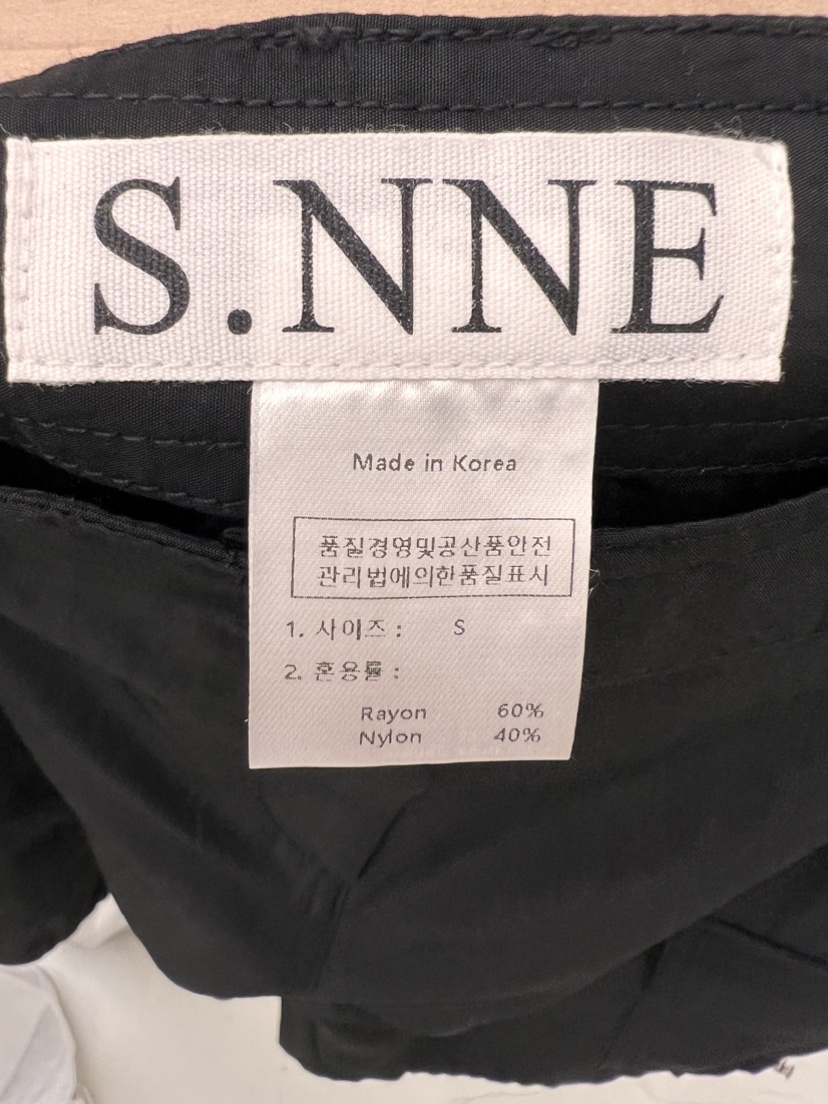 S.NNE
Made in Korea
품질경영및공산품안전
관리법에의한품질표시
1. 사이즈 : S
2. 혼용률 :
Rayon 60%
Nylon 40%